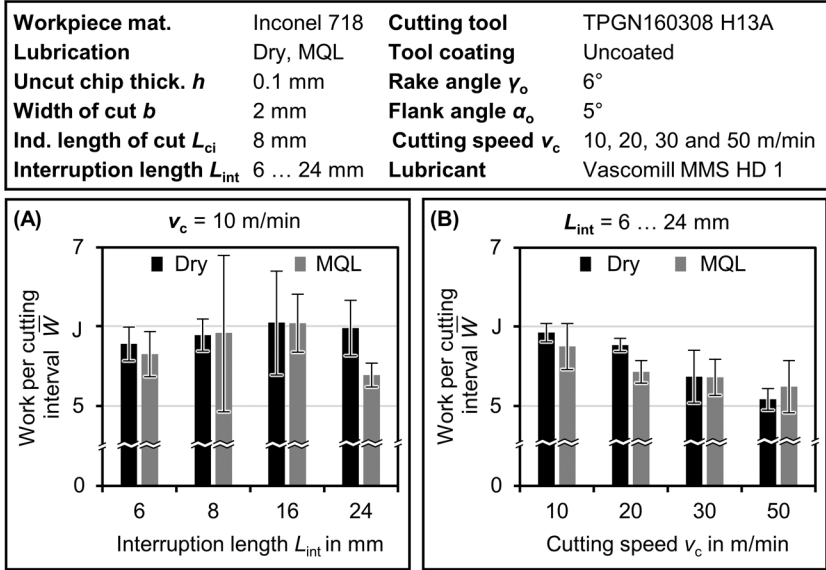 Workpiece mat. Inconel 718 Cutting tool TPGN160308 H13A
Lubrication Dry, MQL Tool coating Uncoated
Uncut chip thick. h 0.1 mm Rake angle γo 6°
Width of cut b 2 mm Flank angle αo 5°
Ind. length of cut Lci 8 mm Cutting speed vc 10, 20, 30 and 50 m/min
Interruption length Lint 6 … 24 mm Lubricant Vascomill MMS HD 1
(A) vc = 10 m/min
7
Dry MQL
J
5
0
Work per cutting
interval W̅
6 8 16 24
Interruption length Lint in mm
(B) Lint = 6 … 24 mm
7
Dry MQL
J
5
0
Work per cutting
interval W̅
10 20 30 50
Cutting speed vc in m/min